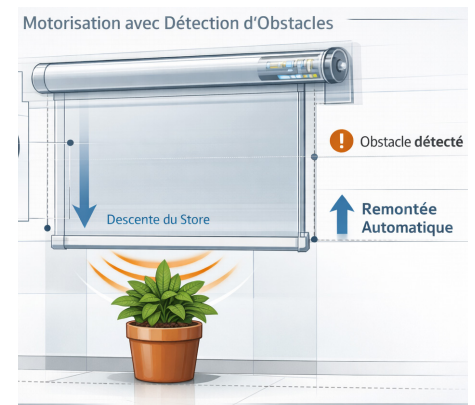 Motorisation avec Détection d'Obstacles
Obstacle détecté
Descente du Store
Remontée
Automatique